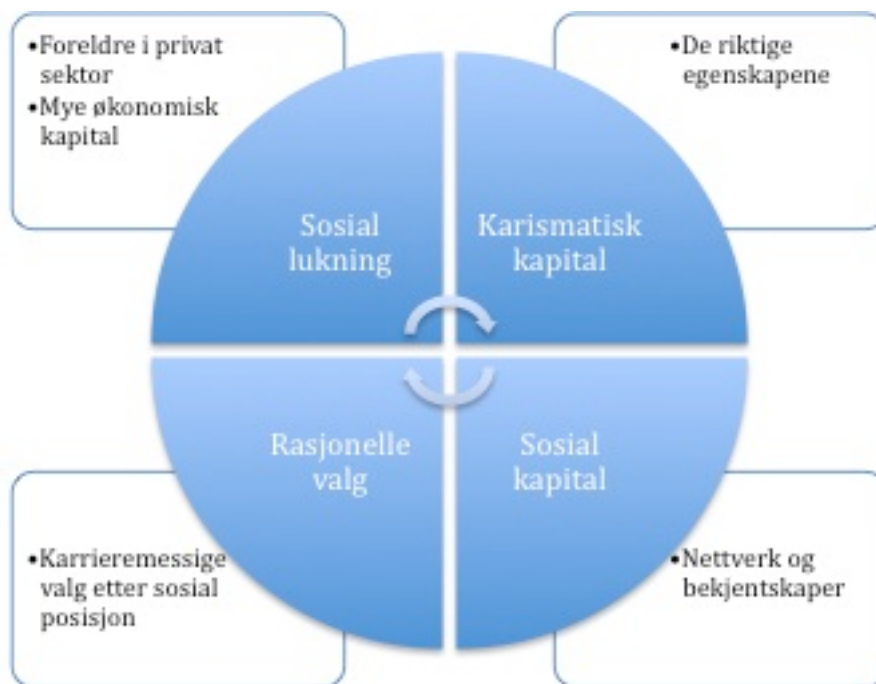 •Foreldre i privat
sektor
•Mye økonomisk
kapital
•De riktige
egenskapene
Sosial
lukning
Karismatisk
kapital
Rasjonelle
valg
Sosial
kapital
•Karrieremessige
valg etter sosial
posisjon
•Nettverk og
bekjentskaper